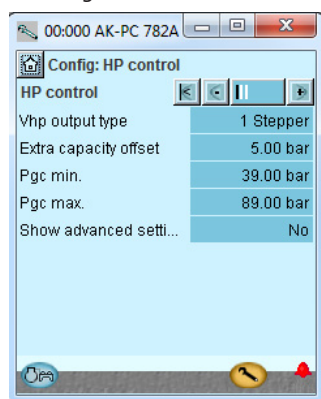 00:000 AK-PC 782A
Config: HP control
HP control
Vhp output type 1 Stepper
Extra capacity offset 5.00 bar
Pgc min. 39.00 bar
Pgc max. 89.00 bar
Show advanced setti... No